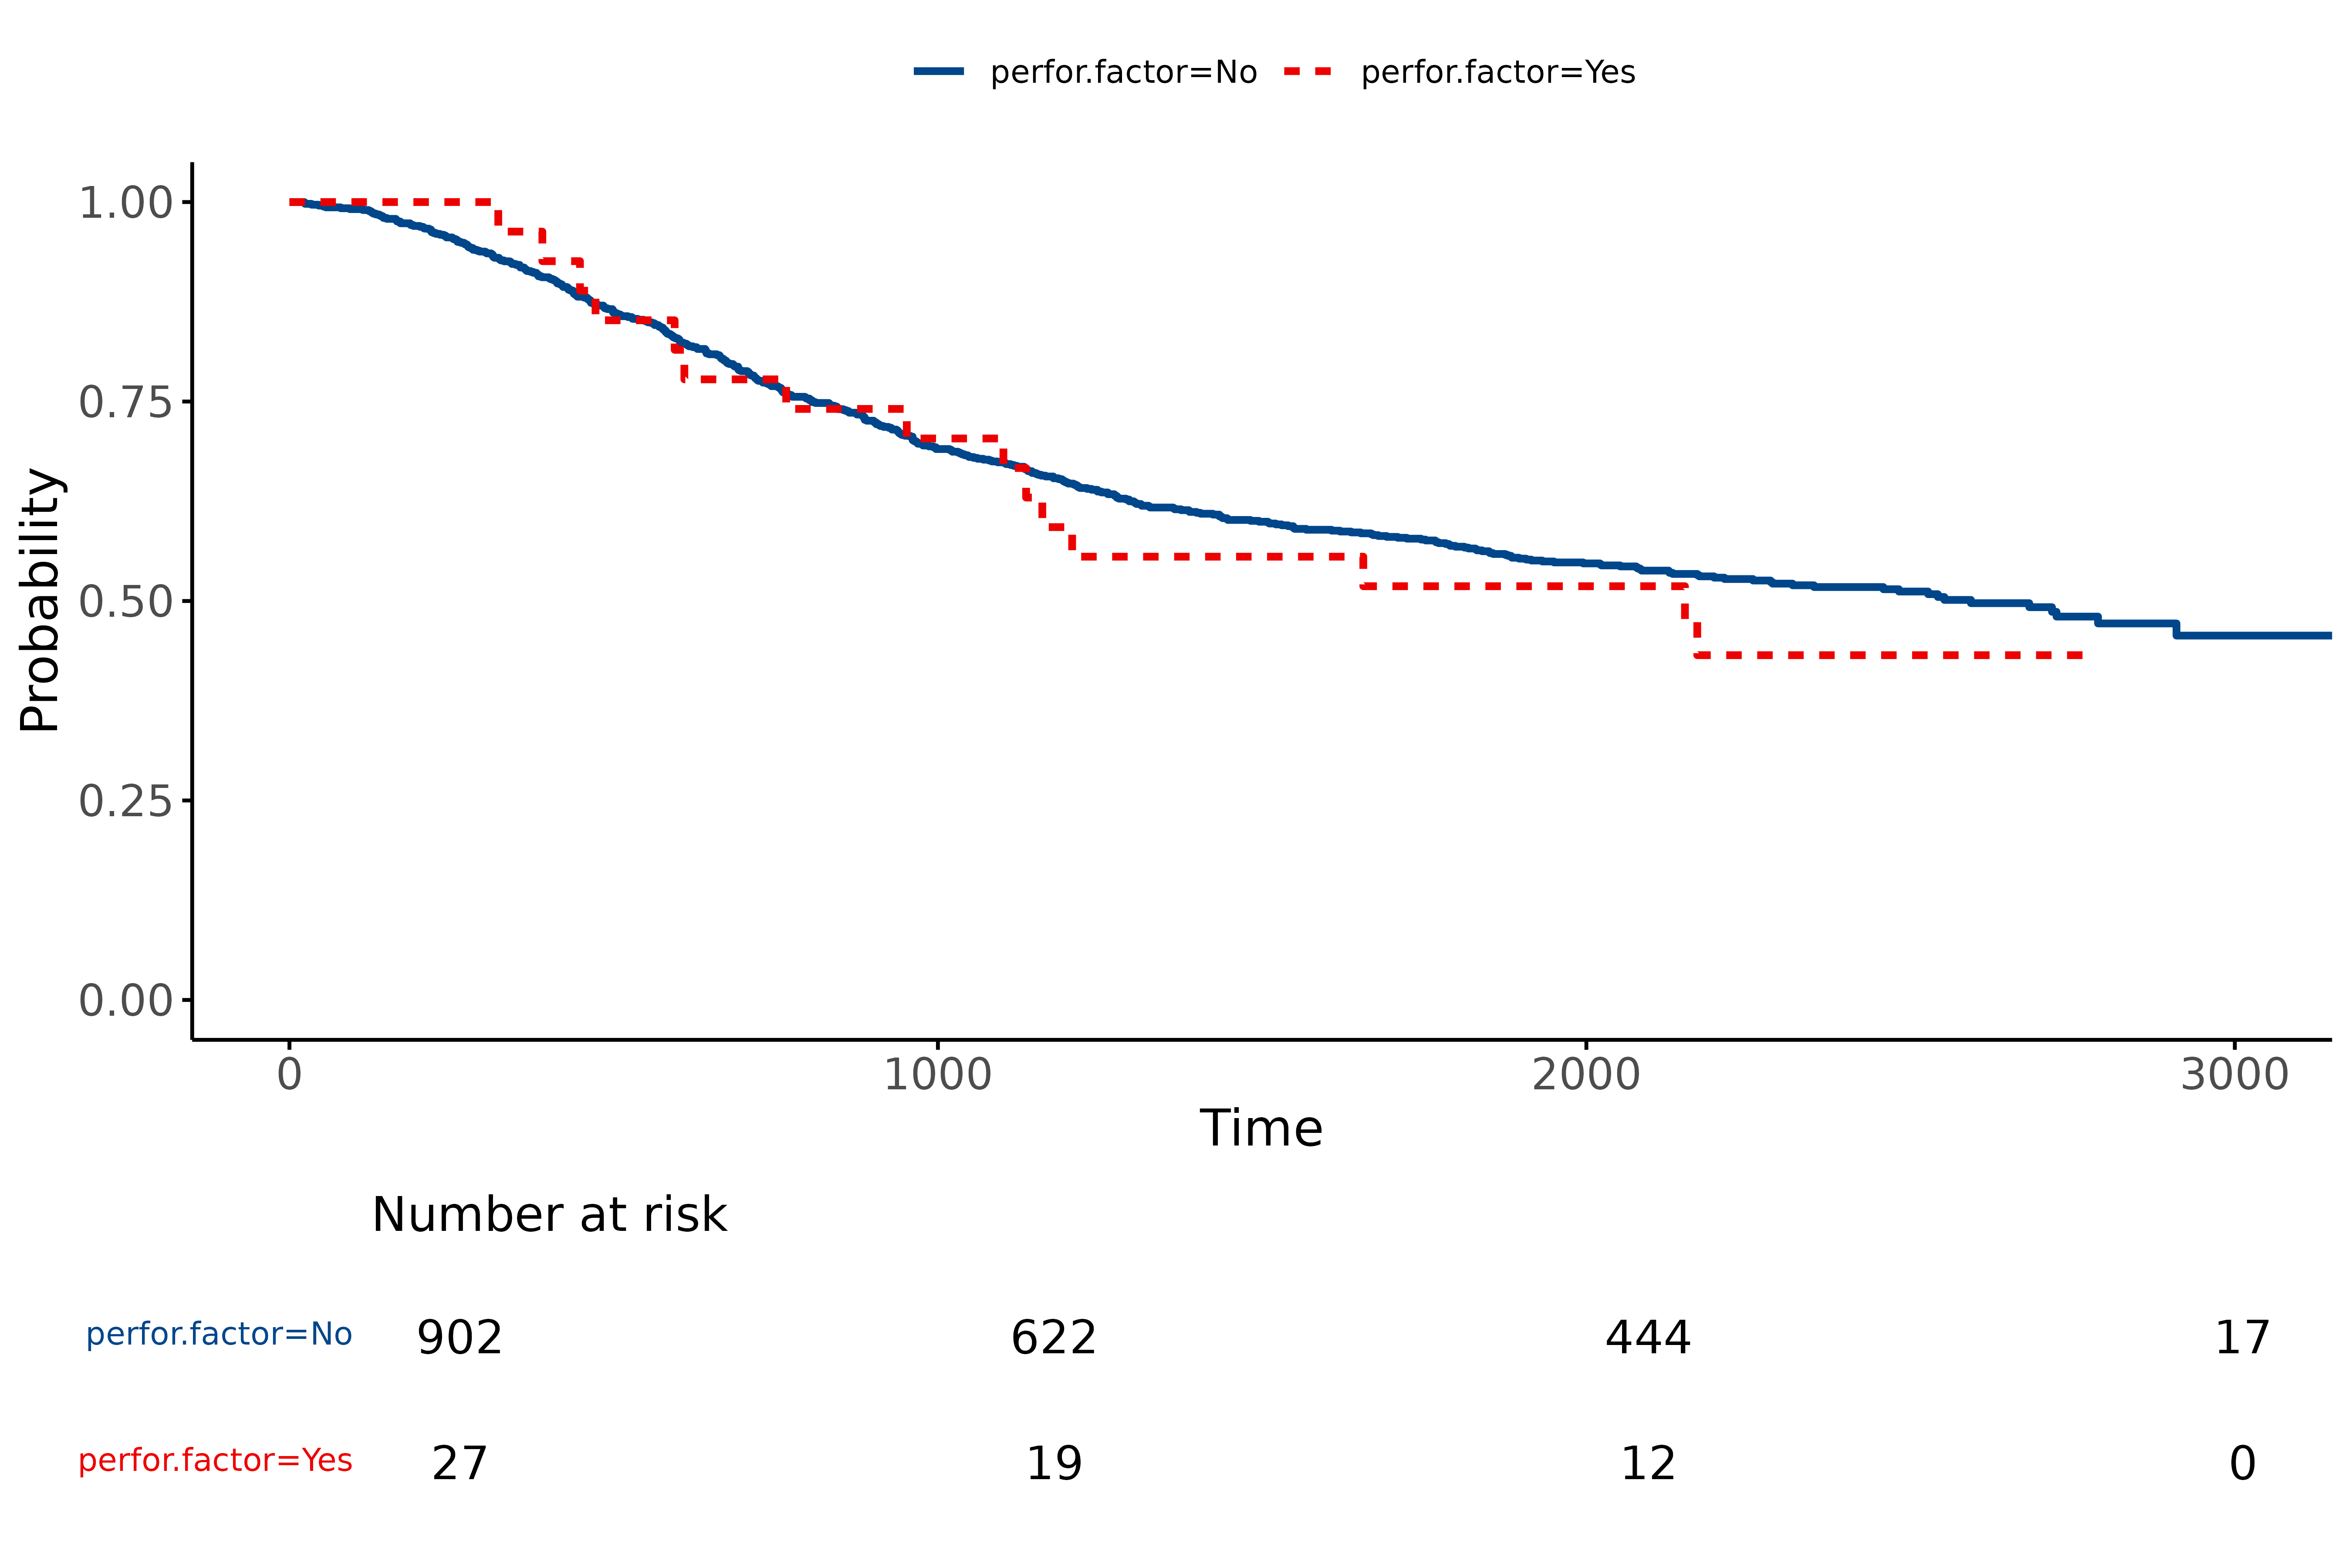 perfor.factor=No perfor.factor=Yes
1.00
0.75
0.50
0.25
0.00
Probability
0 1000 2000 3000
Time
Number at risk
perfor.factor=No 902 622 444 17
perfor.factor=Yes 27 19 12 0